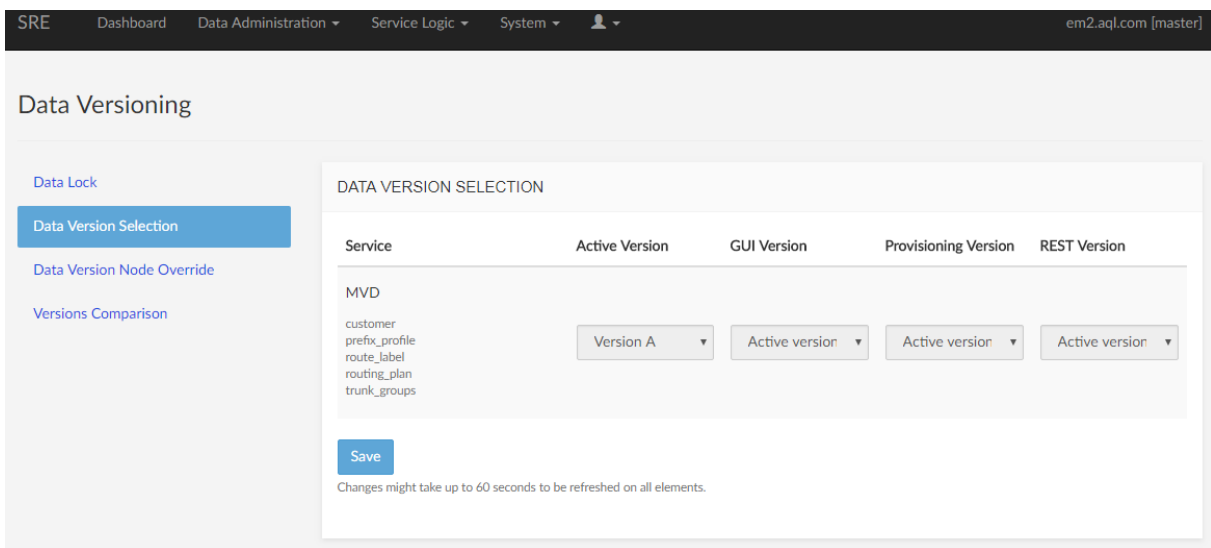 SRE Dashboard Data Administration Service Logic System em2.aql.com [master]
Data Versioning
Data Lock
Data Version Selection
Data Version Node Override
Versions Comparison
DATA VERSION SELECTION
Service Active Version GUI Version Provisioning Version REST Version
MVD
customer
prefix_profile
route_label
routing_plan
trunk_groups
Version A Active version Active version Active version
Save
Changes might take up to 60 seconds to be refreshed on all elements.